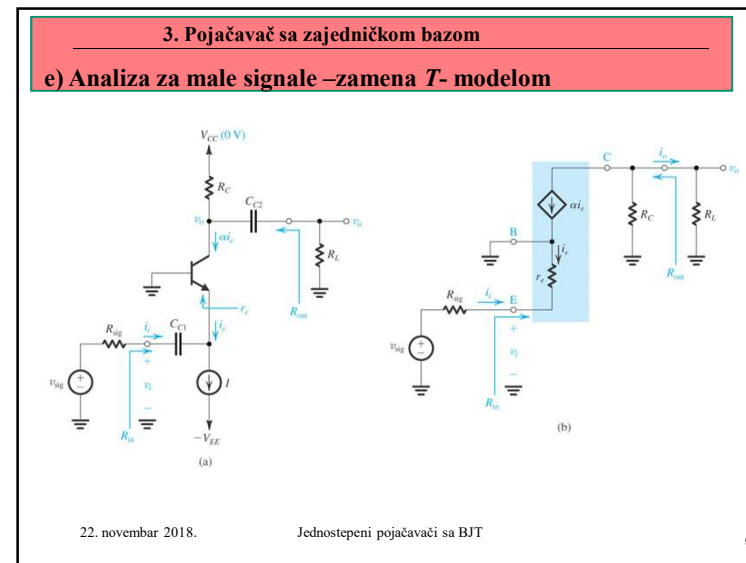 3. Pojačavač sa zajedničkom bazom
e) Analiza za male signale –zamena T- modelom
V_CC (0 V)
R_C
C_C2
v_o
v_o
αi_e
R_L
r_e
R_out
R_sig
i_i
C_C1
i_e
v_sig
+
−
+
v_i
−
I
R_in
−V_EE
(a)
C
i_o
v_o
αi_e
R_C
R_L
B
i_e
r_e
R_out
R_sig
i_i
E
+
v_sig
+
−
v_i
−
R_in
(b)
22. novembar 2018.
Jednostepeni pojačavači sa BJT